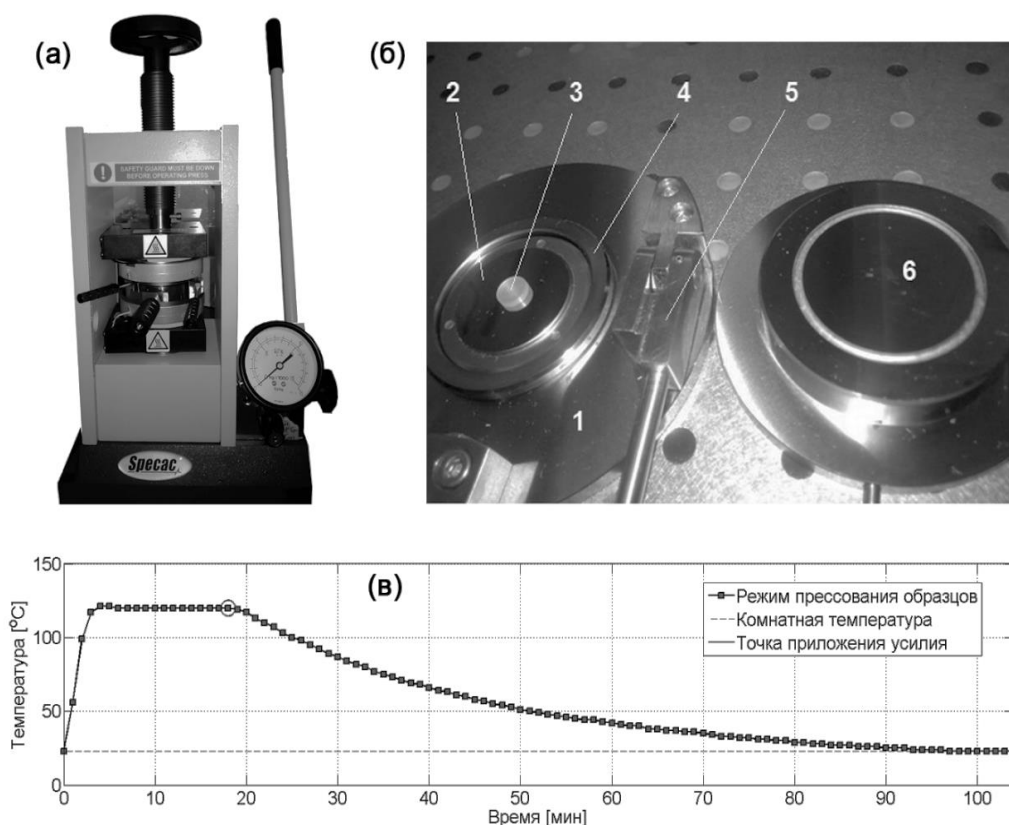 (а)
SAFETY GUARD MUST BE DOWN
BEFORE OPERATING PRESS
Specac
(б)
2
3
4
5
1
6
(в)
Температура [°C]
150
100
50
0
Режим прессования образцов
Комнатная температура
Точка приложения усилия
0 10 20 30 40 50 60 70 80 90 100
Время [мин]